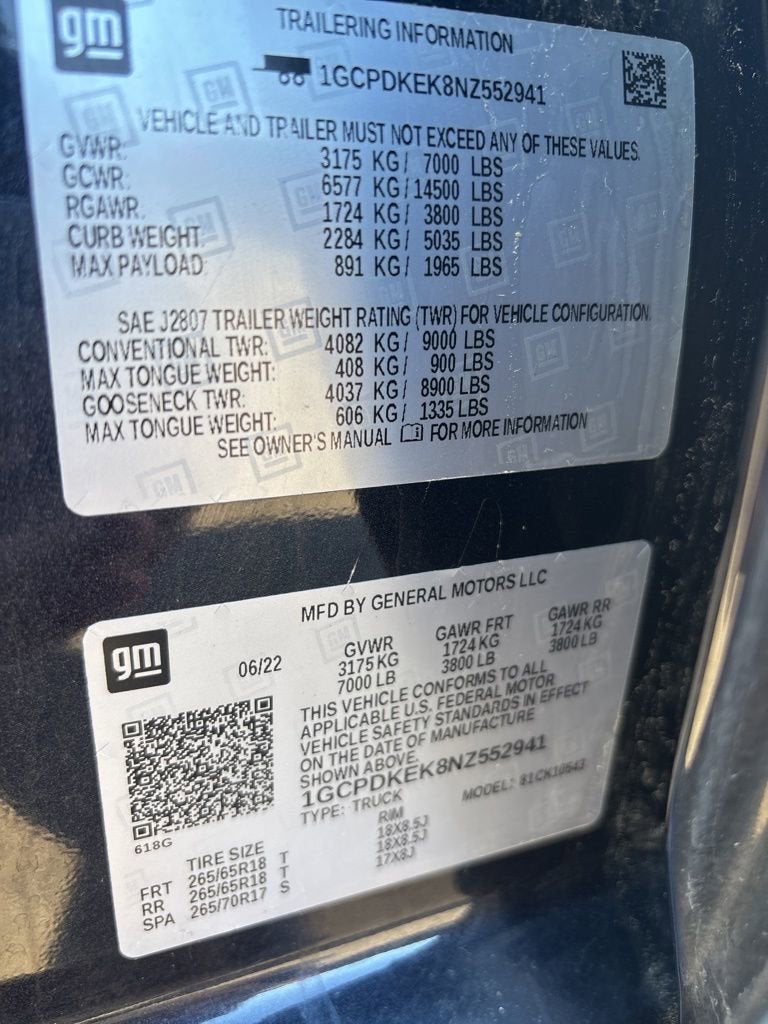 gm
TRAILERING INFORMATION
1GCPDKEK8NZ552941
VEHICLE AND TRAILER MUST NOT EXCEED ANY OF THESE VALUES.
GVWR: 3175 KG/ 7000 LBS
GCWR: 6577 KG/ 14500 LBS
RGAWR. 1724 KG/ 3800 LBS
CURB WEIGHT: 2284 KG/ 5035 LBS
MAX PAYLOAD: 891 KG/ 1965 LBS
SAE J2807 TRAILER WEIGHT RATING (TWR) FOR VEHICLE CONFIGURATION.
CONVENTIONAL TWR: 4082 KG/ 9000 LBS
MAX TONGUE WEIGHT: 408 KG/ 900 LBS
GOOSENECK TWR: 4037 KG/ 8900 LBS
MAX TONGUE WEIGHT: 606 KG/ 1335 LBS
SEE OWNER'S MANUAL FOR MORE INFORMATION
MFD BY GENERAL MOTORS LLC
gm
06/22
GVWR GAWR FRT GAWR RR
3175 KG 1724 KG 1724 KG
7000 LB 3800 LB 3800 LB
THIS VEHICLE CONFORMS TO ALL
APPLICABLE U.S. FEDERAL MOTOR
VEHICLE SAFETY STANDARDS IN EFFECT
ON THE DATE OF MANUFACTURE
SHOWN ABOVE.
1GCPDKEK8NZ552941
TYPE: TRUCK MODEL: 81CK10543
618G
TIRE SIZE RIM
FRT 265/65R18 T 18X8.5J
RR 265/65R18 T 18X8.5J
SPA 265/70R17 S 17X8J